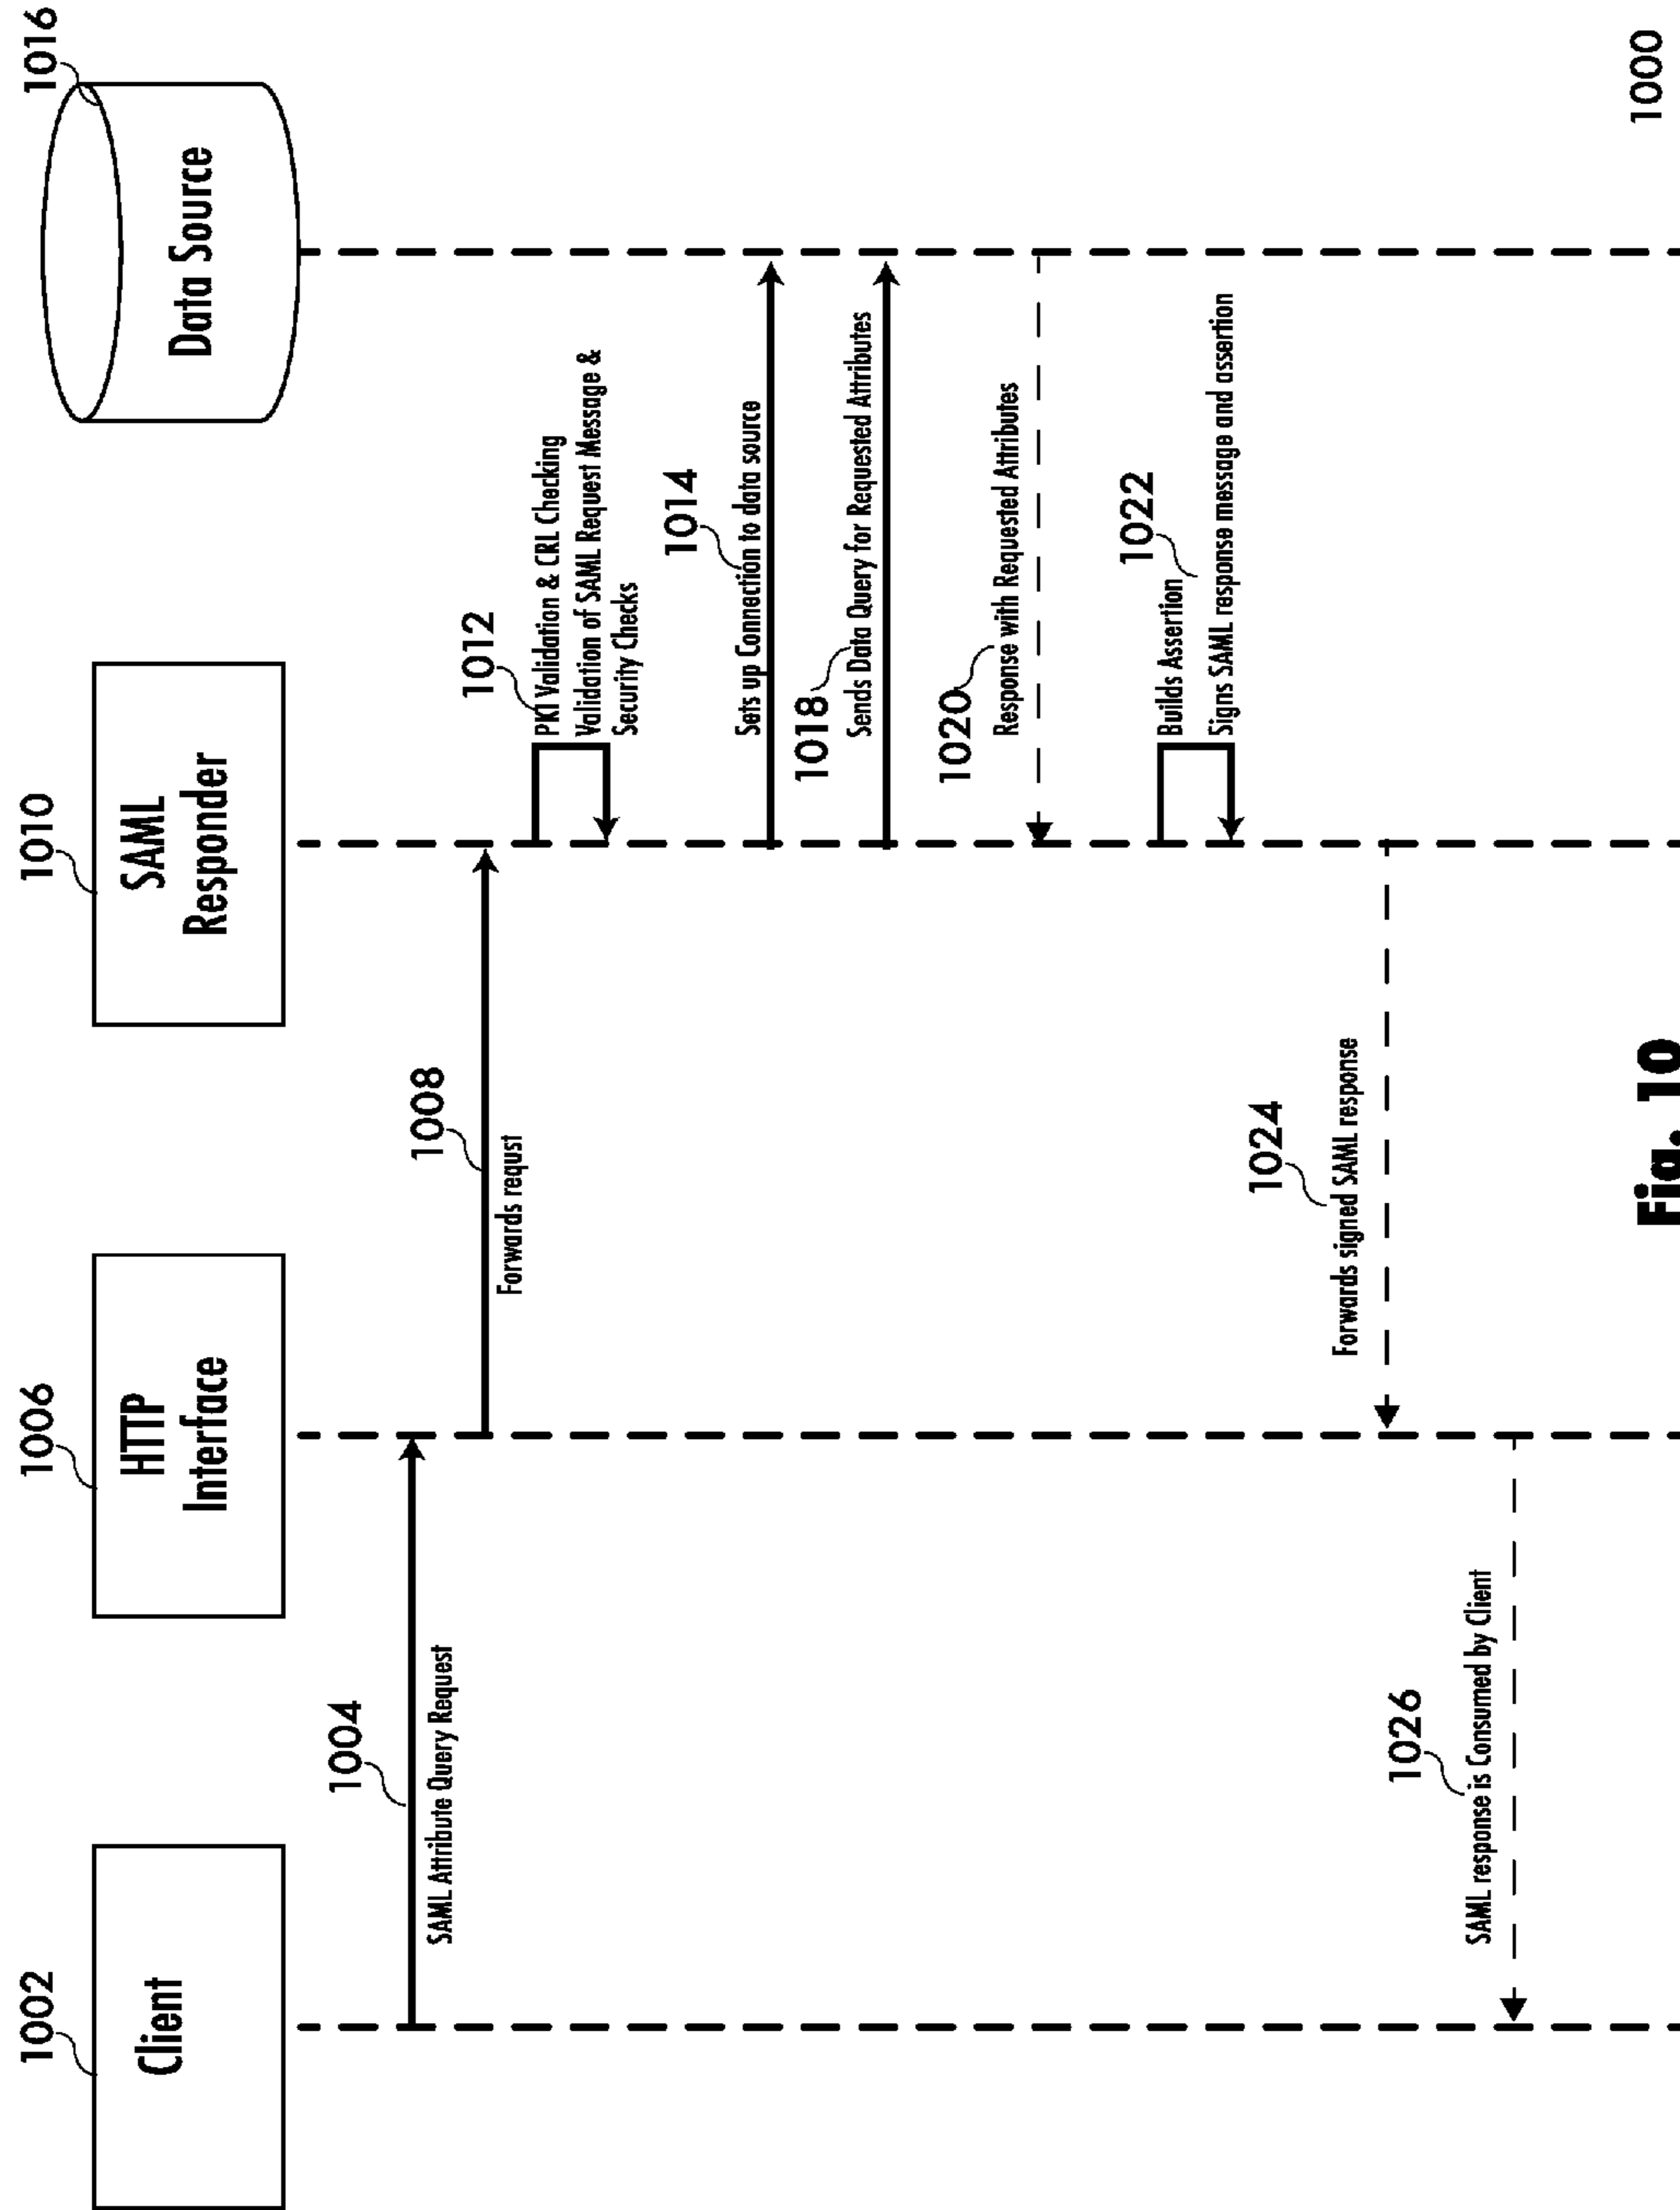 1002
Client
1006
HTTP
Interface
1010
SAML
Responder
1016
Data Source
1004
SAML Attribute Query Request
1008
Forwards requst
1012
PKI Validation & CRL Checking
Validation of SAML Request Message &
Security Checks
1014
Sets up Connection to data source
1018
Sends Data Query for Requested Attributes
1020
Response with Requested Attributes
1022
Builds Assertion
Signs SAML response message and assertion
1024
Forwards signed SAML response
1026
SAML response is Consumed by Client
Fig. 10
1000